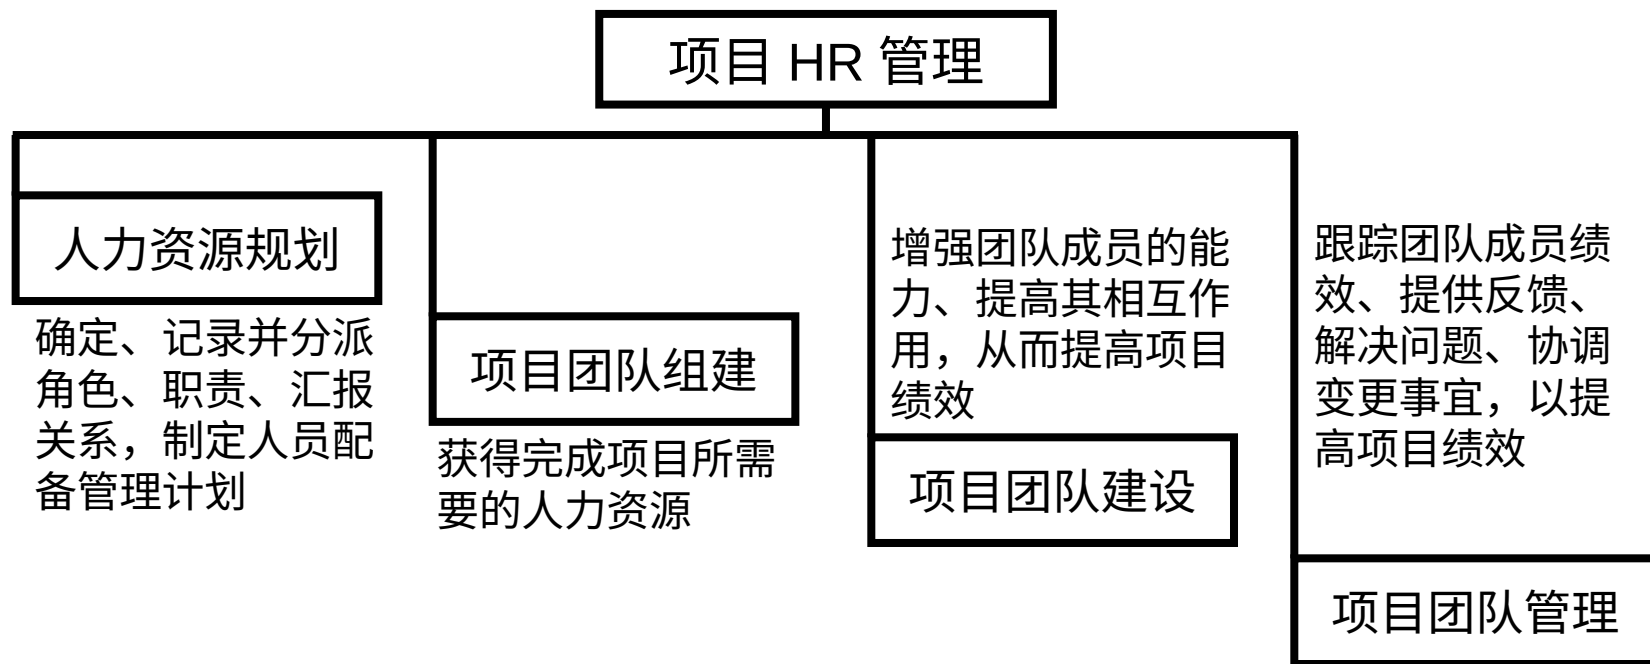 项目 HR 管理
人力资源规划
确定、记录并分派
角色、职责、汇报
关系，制定人员配
备管理计划
项目团队组建
获得完成项目所需
要的人力资源
增强团队成员的能
力、提高其相互作
用，从而提高项目
绩效
项目团队建设
跟踪团队成员绩
效、提供反馈、
解决问题、协调
变更事宜，以提
高项目绩效
项目团队管理